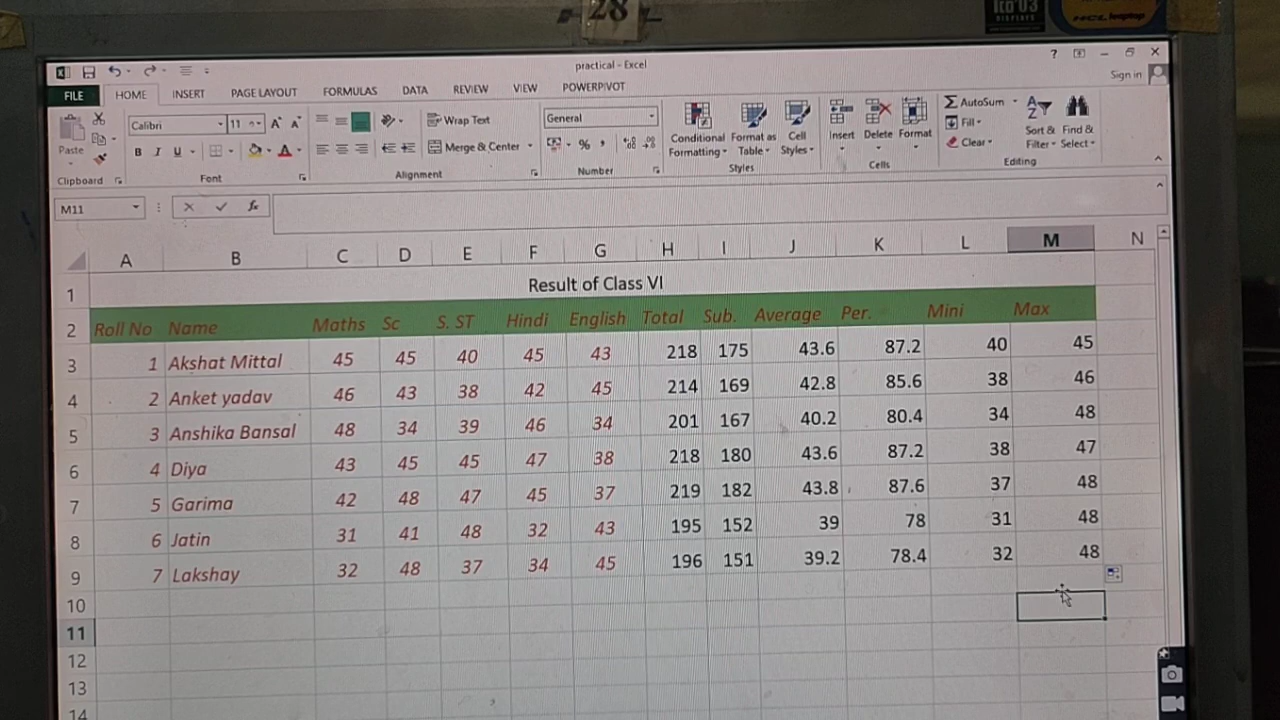 28
ico'03
DISPLAYS
HCL laptop
practical - Excel
Sign in
FILE HOME INSERT PAGE LAYOUT FORMULAS DATA REVIEW VIEW POWERPIVOT
Paste
Clipboard
Calibri 11 A A
B I U A
Font
Wrap Text
Merge & Center
Alignment
General
% ,
Number
Conditional Formatting
Format as Table
Cell Styles
Styles
Insert Delete Format
Cells
AutoSum
Fill
Clear
Sort & Filter
Find & Select
Editing
M11 fx
A B C D E F G H I J K L M N
1 Result of Class VI
2 Roll No Name Maths Sc S. ST Hindi English Total Sub. Average Per. Mini Max
3 1 Akshat Mittal 45 45 40 45 43 218 175 43.6 87.2 40 45
4 2 Anket yadav 46 43 38 42 45 214 169 42.8 85.6 38 46
5 3 Anshika Bansal 48 34 39 46 34 201 167 40.2 80.4 34 48
6 4 Diya 43 45 45 47 38 218 180 43.6 87.2 38 47
7 5 Garima 42 48 47 45 37 219 182 43.8 87.6 37 48
8 6 Jatin 31 41 48 32 43 195 152 39 78 31 48
9 7 Lakshay 32 48 37 34 45 196 151 39.2 78.4 32 48
10
11
12
13
14